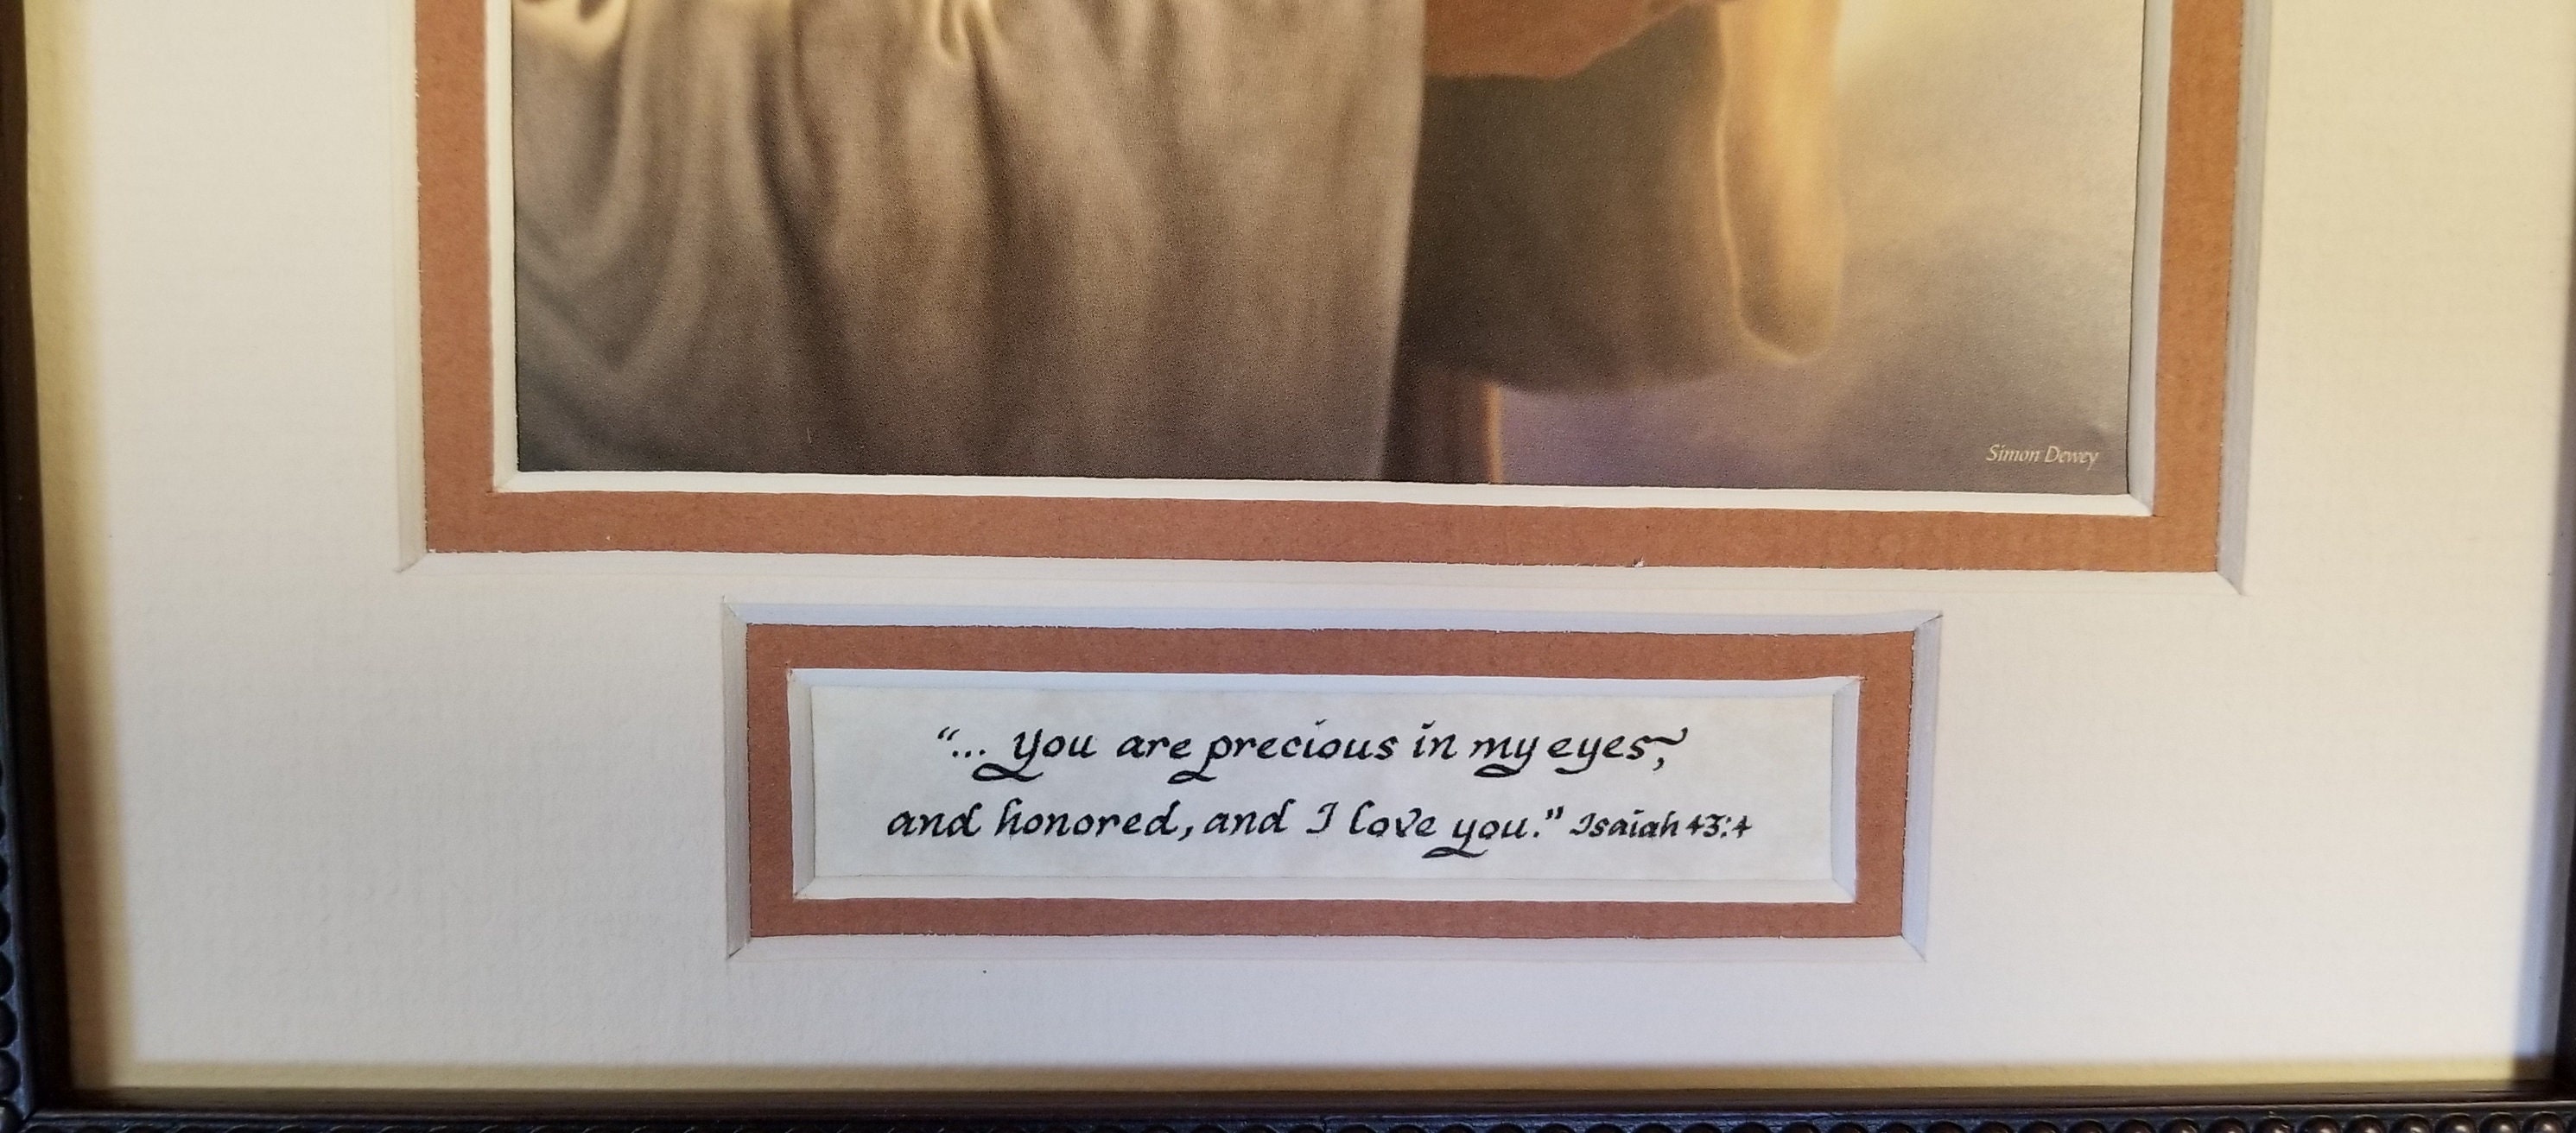 Simon Dewey
“... you are precious in my eyes,
and honored, and I love you.” Isaiah 43:4